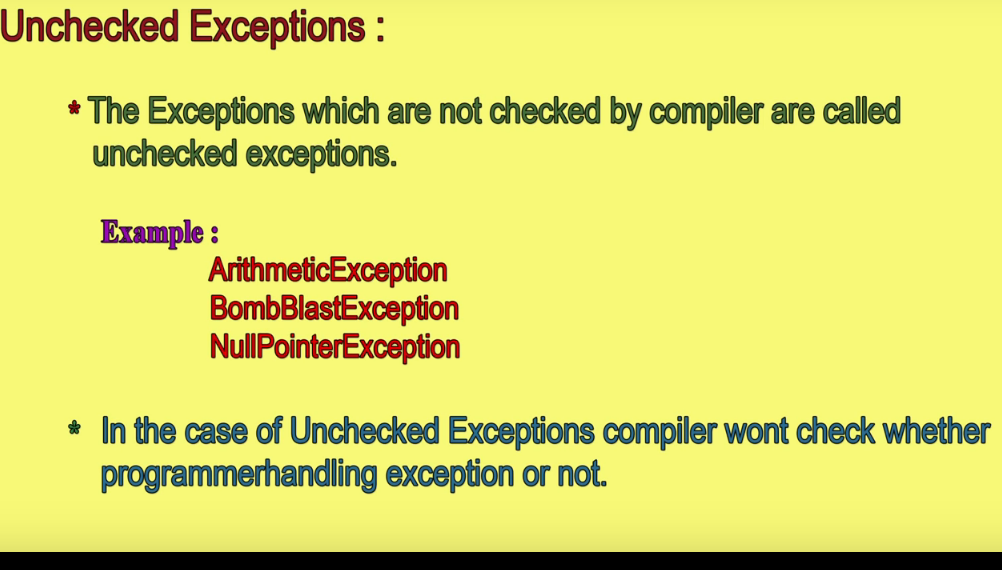 Unchecked Exceptions :
* The Exceptions which are not checked by compiler are called
unchecked exceptions.
Example :
ArithmeticException
BombBlastException
NullPointerException
* In the case of Unchecked Exceptions compiler wont check whether
programmerhandling exception or not.